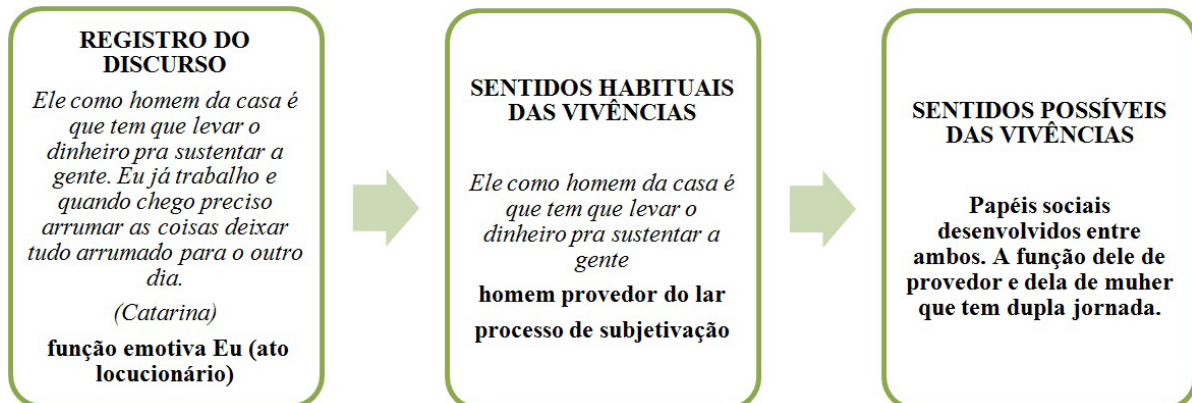 REGISTRO DO
DISCURSO
Ele como homem da casa é
que tem que levar o
dinheiro pra sustentar a
gente. Eu já trabalho e
quando chego preciso
arrumar as coisas deixar
tudo arrumado para o outro
dia.
(Catarina)
função emotiva Eu (ato
locucionário)
SENTIDOS HABITUAIS
DAS VIVÊNCIAS
Ele como homem da casa é
que tem que levar o
dinheiro pra sustentar a
gente
homem provedor do lar
processo de subjetivação
SENTIDOS POSSÍVEIS
DAS VIVÊNCIAS
Papéis sociais
desenvolvidos entre
ambos. A função dele de
provedor e dela de muher
que tem dupla jornada.